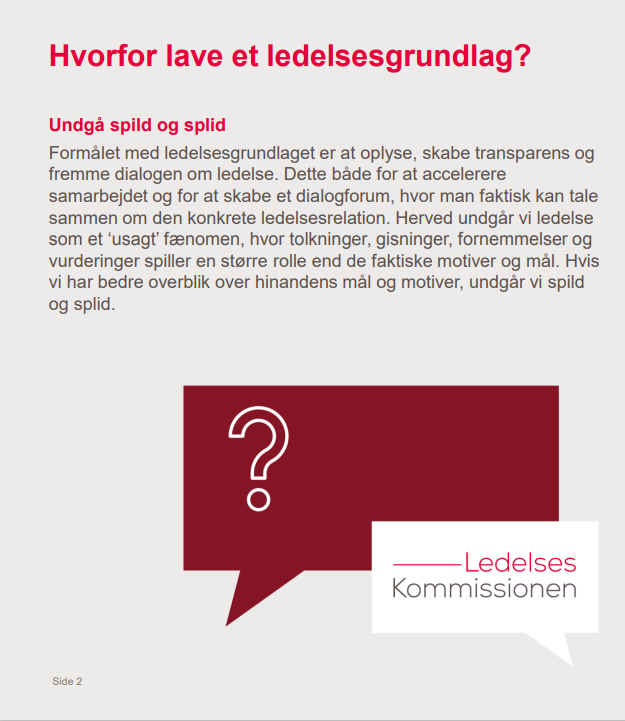 Hvorfor lave et ledelsesgrundlag?
Undgå spild og splid
Formålet med ledelsesgrundlaget er at oplyse, skabe transparens og
fremme dialogen om ledelse. Dette både for at accelerere
samarbejdet og for at skabe et dialogforum, hvor man faktisk kan tale
sammen om den konkrete ledelsesrelation. Herved undgår vi ledelse
som et ‘usagt’ fænomen, hvor tolkninger, gisninger, fornemmelser og
vurderinger spiller en større rolle end de faktiske motiver og mål. Hvis
vi har bedre overblik over hinandens mål og motiver, undgår vi spild
og splid.
?
Ledelses
Kommissionen
Side 2